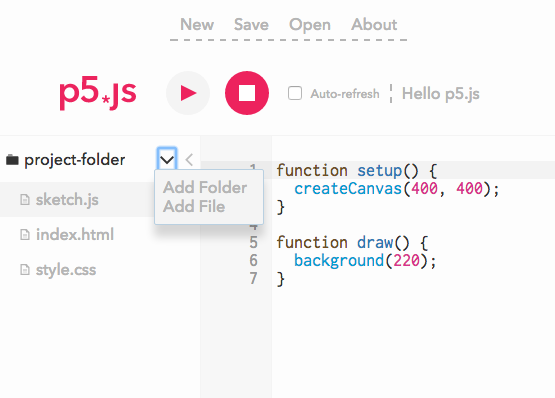 New Save Open About
p5*js
Auto-refresh Hello p5.js
project-folder
Add Folder
Add File
sketch.js
index.html
style.css
1 function setup() {
createCanvas(400, 400);
}
4
5 function draw() {
6 background(220);
7 }